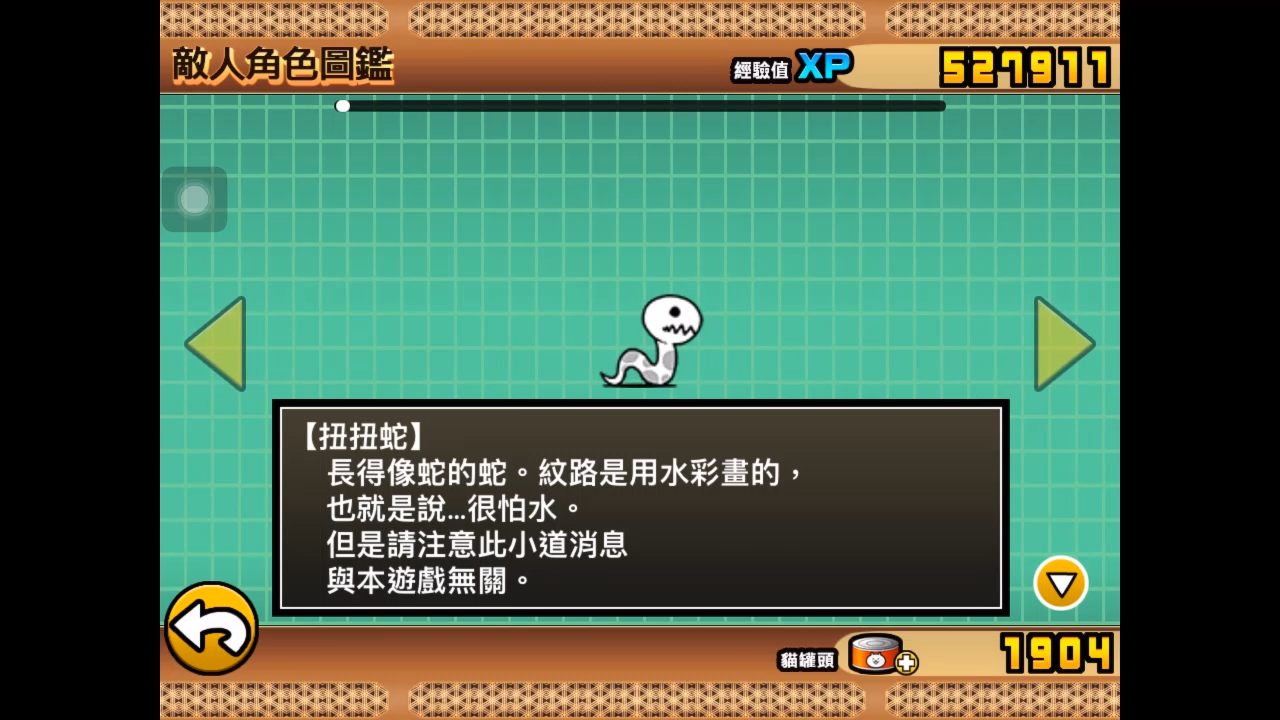 敵人角色圖鑑
經驗值 XP 527911
【扭扭蛇】
長得像蛇的蛇。紋路是用水彩畫的，
也就是說...很怕水。
但是請注意此小道消息
與本遊戲無關。
貓罐頭 1904